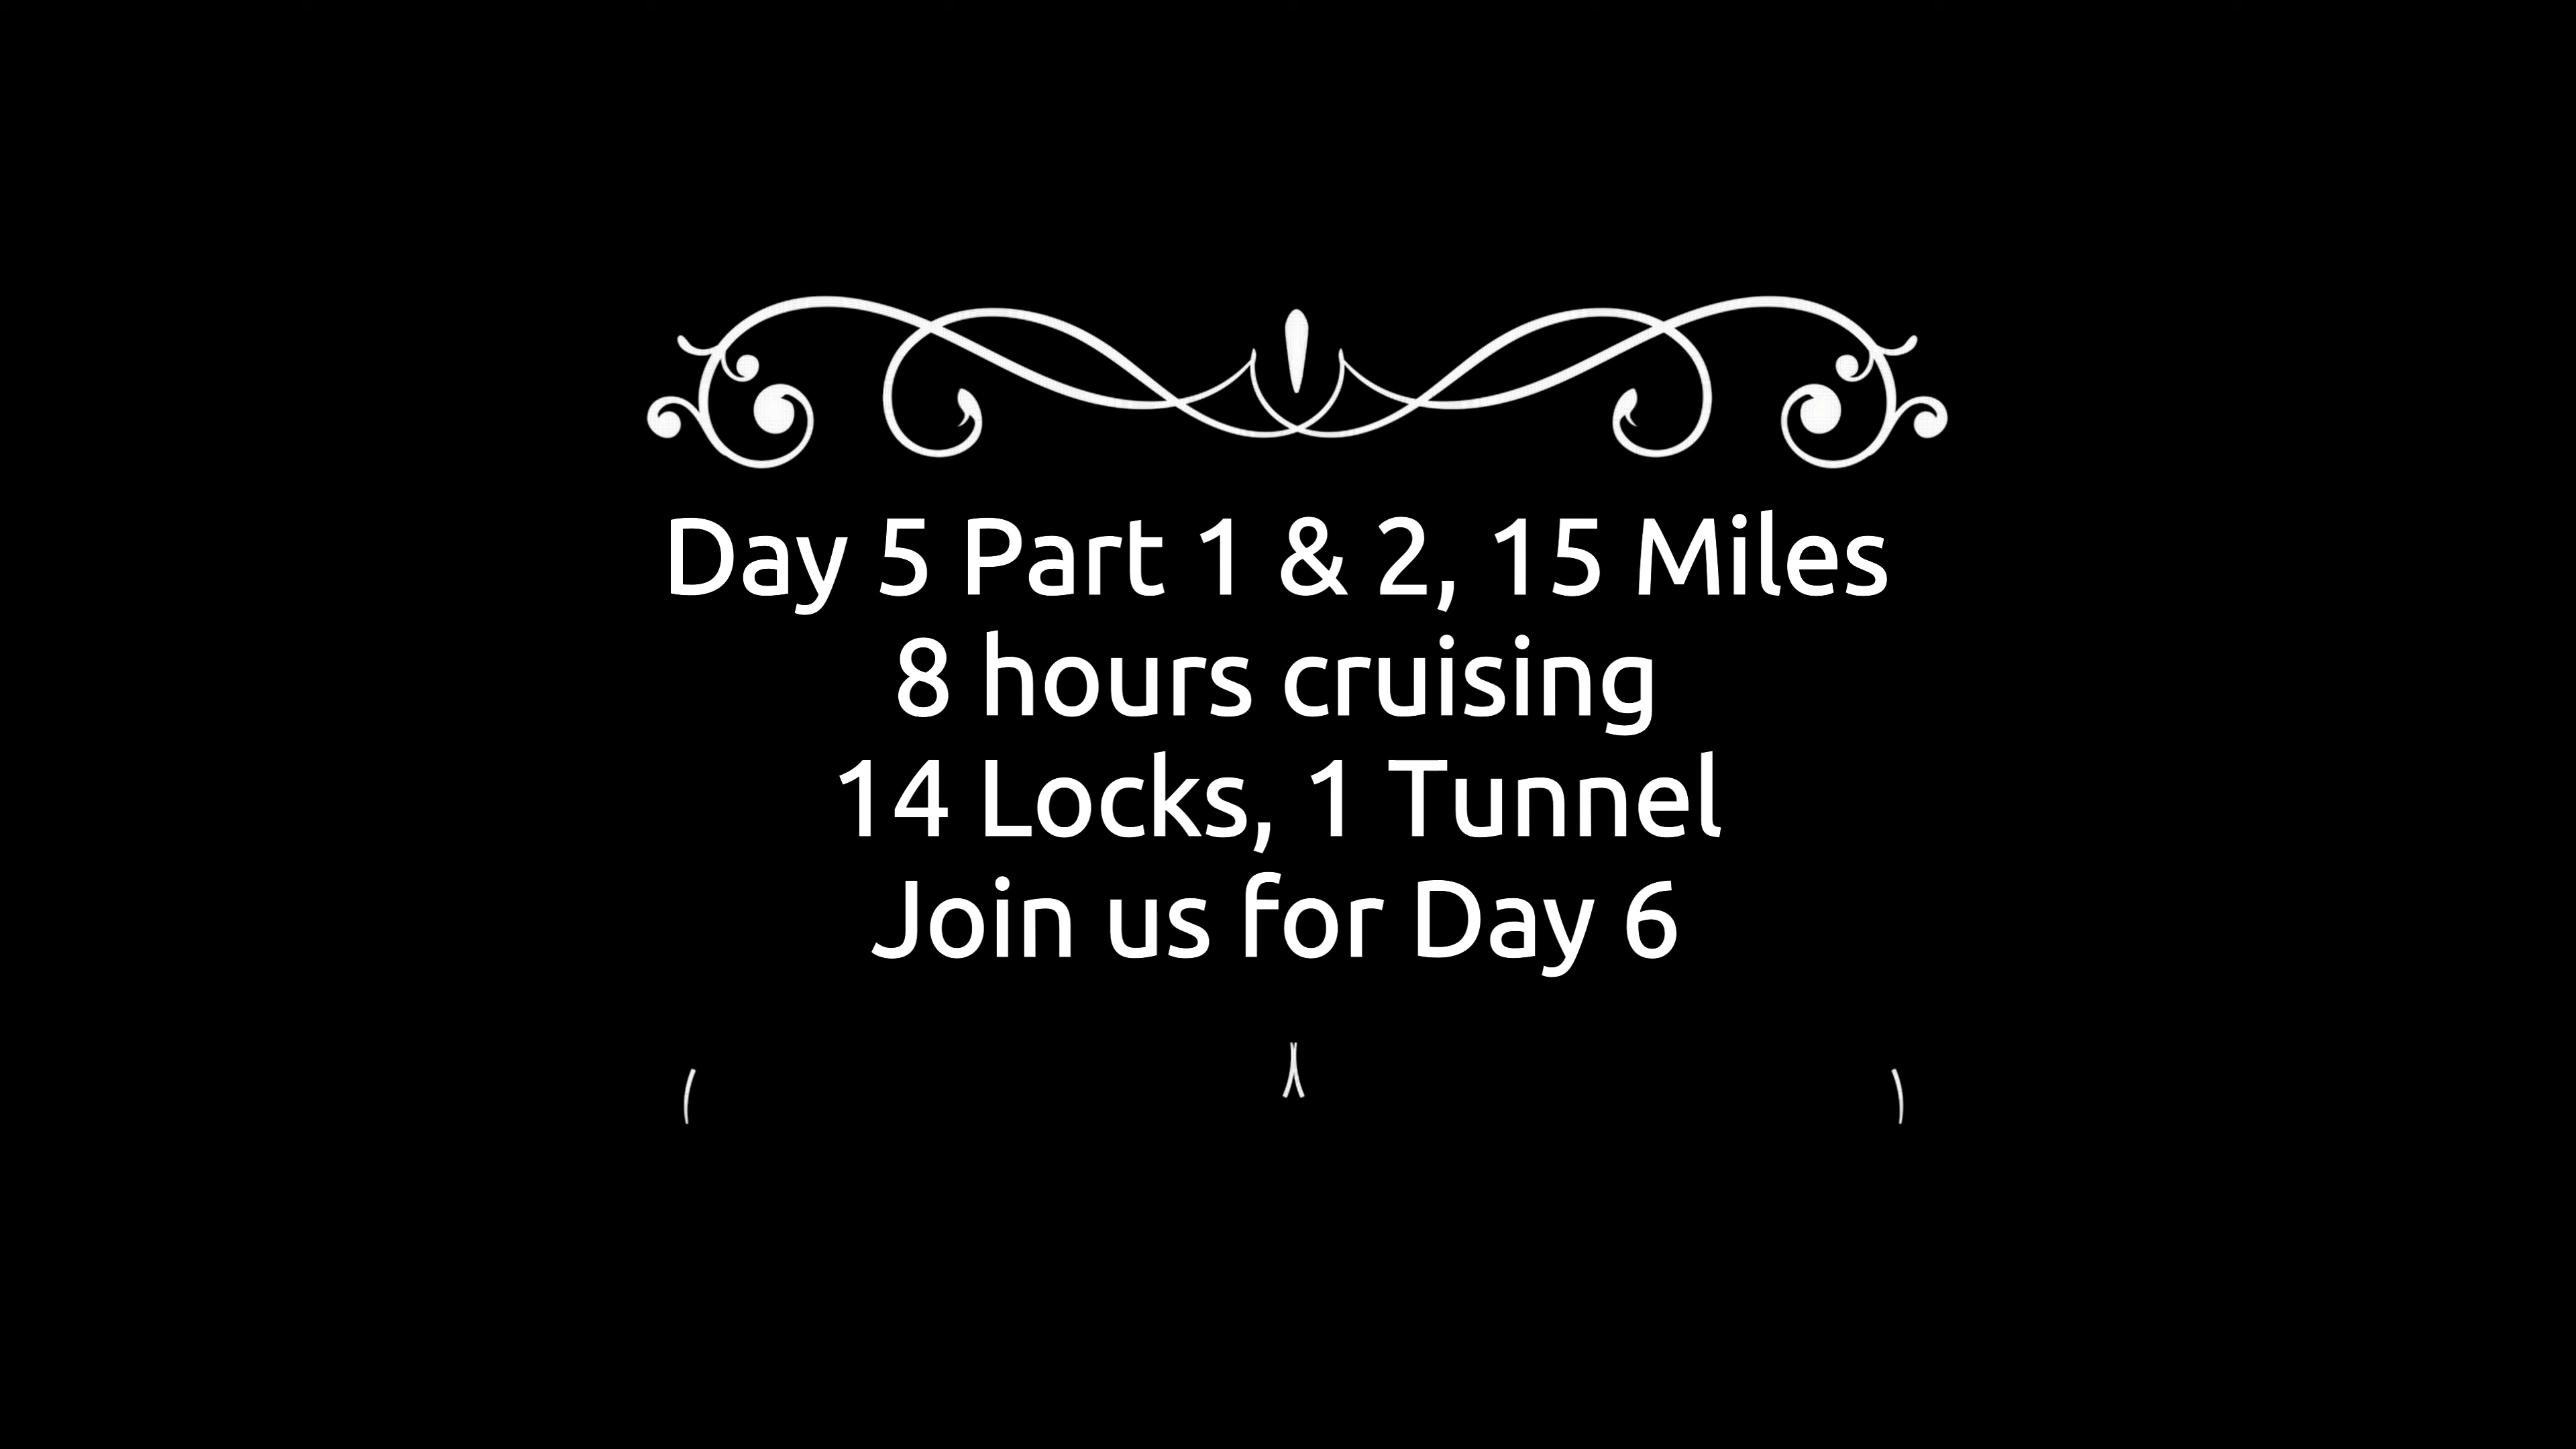 Day 5 Part 1 & 2, 15 Miles
8 hours cruising
14 Locks, 1 Tunnel
Join us for Day 6